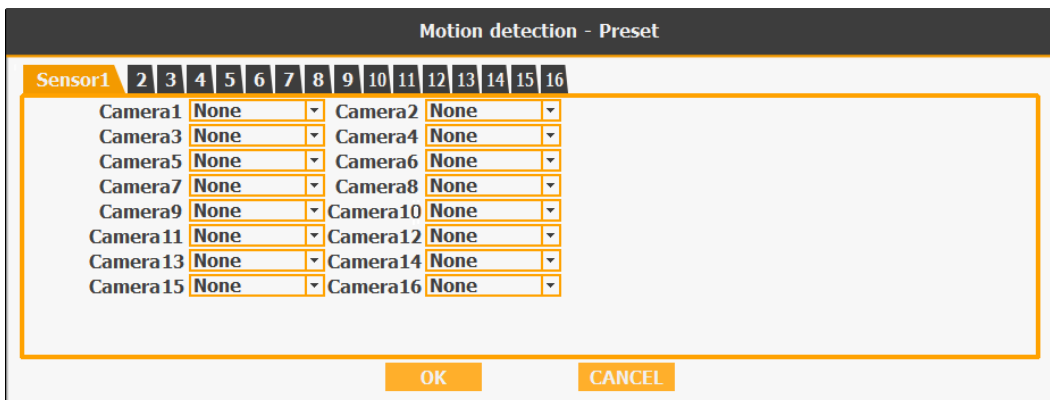 Motion detection - Preset
Sensor1 2 3 4 5 6 7 8 9 10 11 12 13 14 15 16
Camera1 None Camera2 None
Camera3 None Camera4 None
Camera5 None Camera6 None
Camera7 None Camera8 None
Camera9 None Camera10 None
Camera11 None Camera12 None
Camera13 None Camera14 None
Camera15 None Camera16 None
OK CANCEL